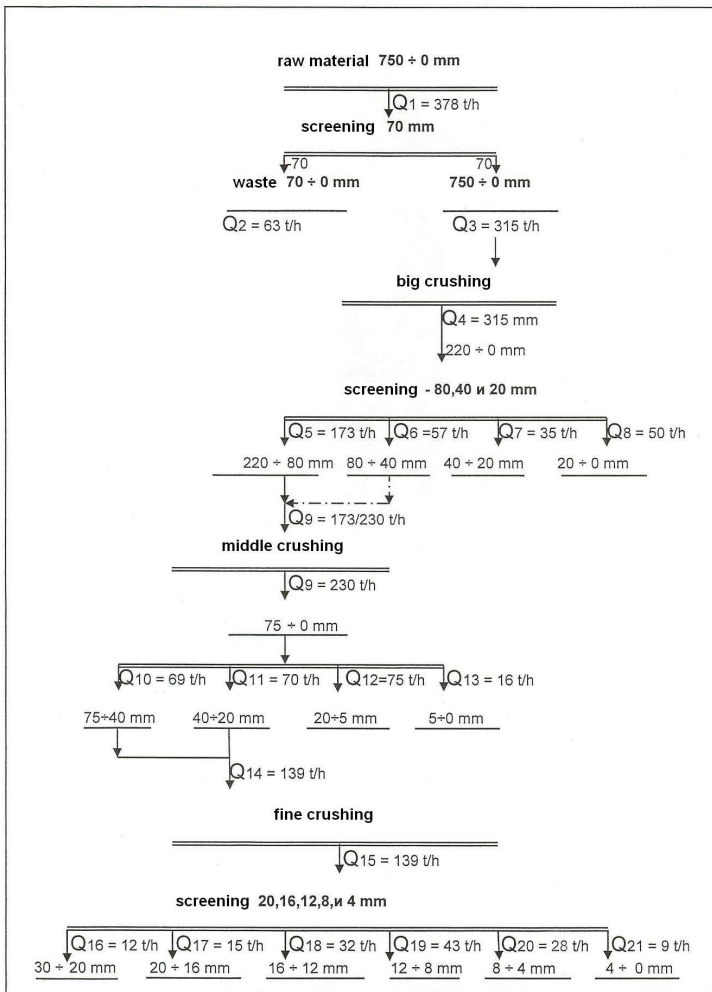 raw material 750 ÷ 0 mm
Q1 = 378 t/h
screening 70 mm
-70 70
waste 70 ÷ 0 mm 750 ÷ 0 mm
Q2 = 63 t/h Q3 = 315 t/h
big crushing
Q4 = 315 mm
220 ÷ 0 mm
screening - 80,40 и 20 mm
Q5 = 173 t/h Q6 =57 t/h Q7 = 35 t/h Q8 = 50 t/h
220 ÷ 80 mm 80 ÷ 40 mm 40 ÷ 20 mm 20 ÷ 0 mm
Q9 = 173/230 t/h
middle crushing
Q9 = 230 t/h
75 ÷ 0 mm
Q10 = 69 t/h Q11 = 70 t/h Q12=75 t/h Q13 = 16 t/h
75÷40 mm 40÷20 mm 20÷5 mm 5÷0 mm
Q14 = 139 t/h
fine crushing
Q15 = 139 t/h
screening 20,16,12,8,и 4 mm
Q16 = 12 t/h Q17 = 15 t/h Q18 = 32 t/h Q19 = 43 t/h Q20 = 28 t/h Q21 = 9 t/h
30 ÷ 20 mm 20 ÷ 16 mm 16 ÷ 12 mm 12 ÷ 8 mm 8 ÷ 4 mm 4 ÷ 0 mm